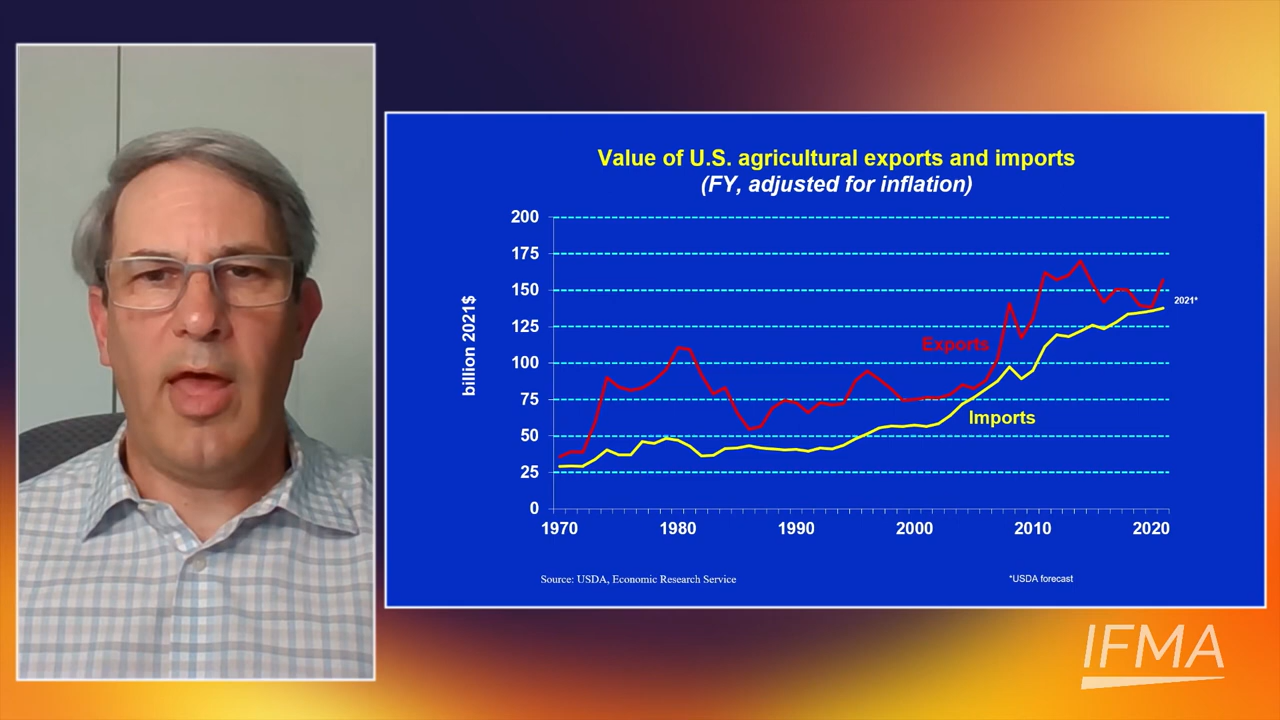 Value of U.S. agricultural exports and imports
(FY, adjusted for inflation)
billion 2021$
200
175
150
125
100
75
50
25
0
2021*
Exports
Imports
1970
1980
1990
2000
2010
2020
Source: USDA, Economic Research Service
*USDA forecast
IFMA